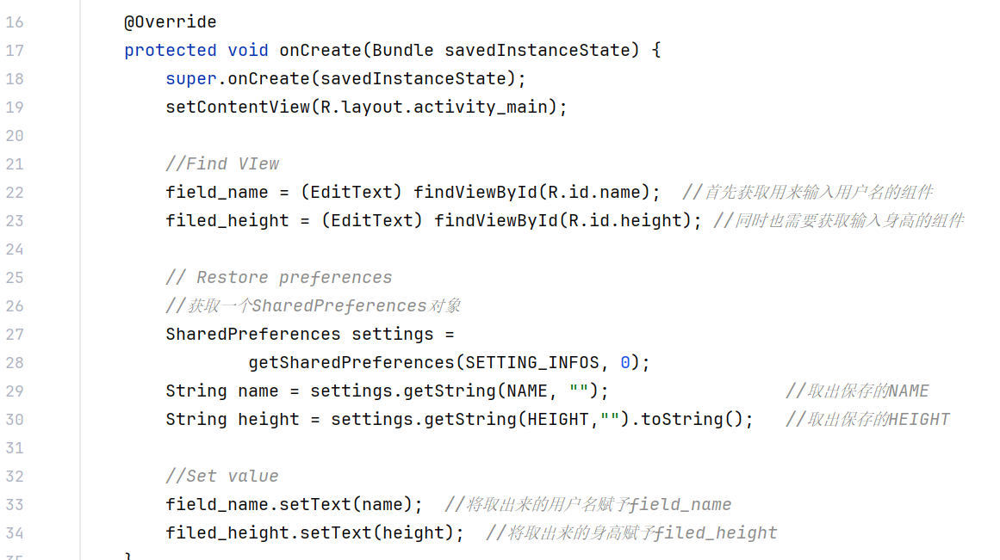 16 @Override
17 protected void onCreate(Bundle savedInstanceState) {
18 super.onCreate(savedInstanceState);
19 setContentView(R.layout.activity_main);
20
21 //Find VIew
22 field_name = (EditText) findViewById(R.id.name);  //首先获取用来输入用户名的组件
23 filed_height = (EditText) findViewById(R.id.height); //同时也需要获取输入身高的组件
24
25 // Restore preferences
26 //获取一个SharedPreferences对象
27 SharedPreferences settings =
28 getSharedPreferences(SETTING_INFOS, 0);
29 String name = settings.getString(NAME, "");                 //取出保存的NAME
30 String height = settings.getString(HEIGHT,"").toString();   //取出保存的HEIGHT
31
32 //Set value
33 field_name.setText(name);  //将取出来的用户名赋予field_name
34 filed_height.setText(height);  //将取出来的身高赋予filed_height
35 }